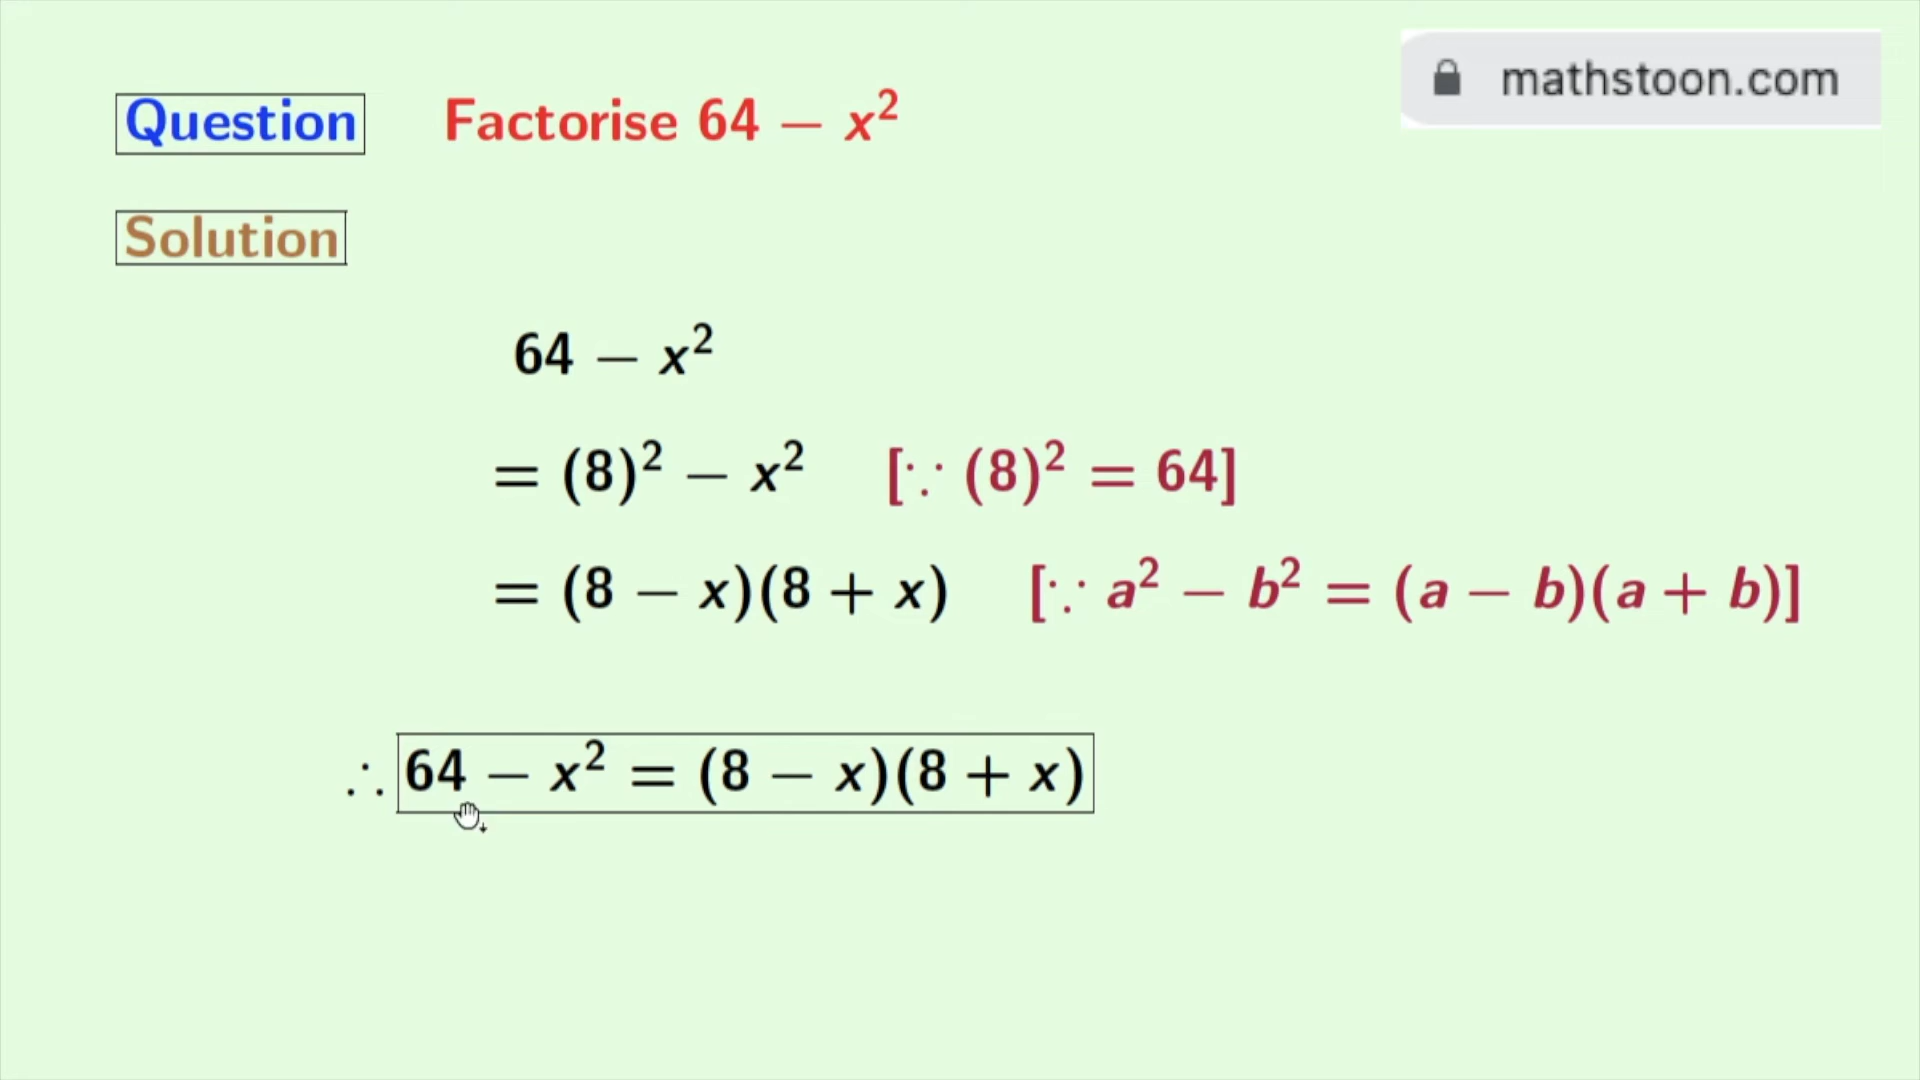 mathstoon.com
Question Factorise 64 − x²
Solution
64 − x²
= (8)² − x² [∵ (8)² = 64]
= (8 − x)(8 + x) [∵ a² − b² = (a − b)(a + b)]
∴ 64 − x² = (8 − x)(8 + x)